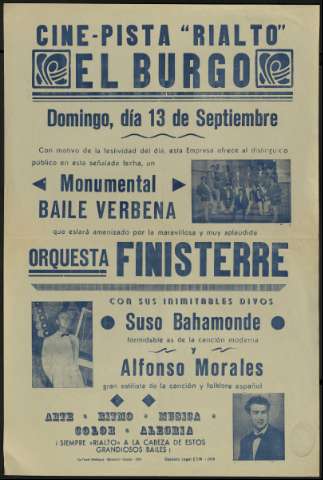 CINE-PISTA "RIALTO"
EL BURGO
Domingo, día 13 de Septiembre
Con motivo de la festividad del día, esta Empresa ofrece al distinguido
público en esta señalada fecha, un
Monumental
BAILE VERBENA
que estará amenizado por la maravillosa y muy aplaudida
ORQUESTA FINISTERRE
CON SUS INIMITABLES DIVOS
Suso Bahamonde
formidable as de la canción moderna
y
Alfonso Morales
gran estilista de la canción y folklore español
ARTE * RITMO * MUSICA *
COLOR * ALEGRIA
¡ SIEMPRE «RIALTO» A LA CABEZA DE ESTOS
GRANDIOSOS BAILES !
Depósito Legal